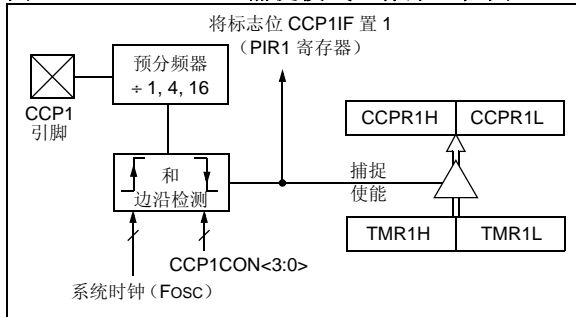 将标志位 CCP1IF 置 1
（PIR1 寄存器）
预分频器
÷ 1, 4, 16
CCP1
引脚
CCPR1H
CCPR1L
和
边沿检测
捕捉
使能
TMR1H
TMR1L
CCP1CON<3:0>
系统时钟（FOSC）